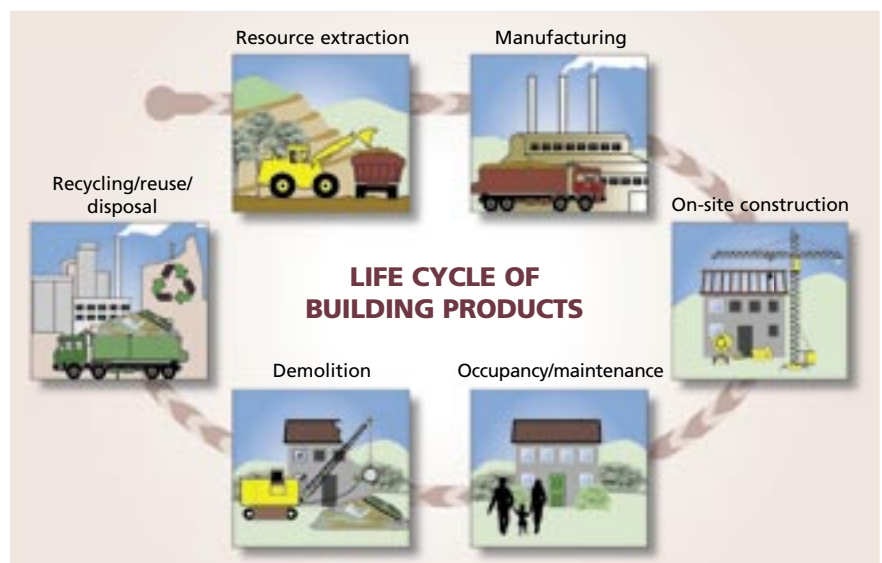 Resource extraction
Manufacturing
On-site construction
Occupancy/maintenance
Demolition
Recycling/reuse/
disposal
LIFE CYCLE OF
BUILDING PRODUCTS